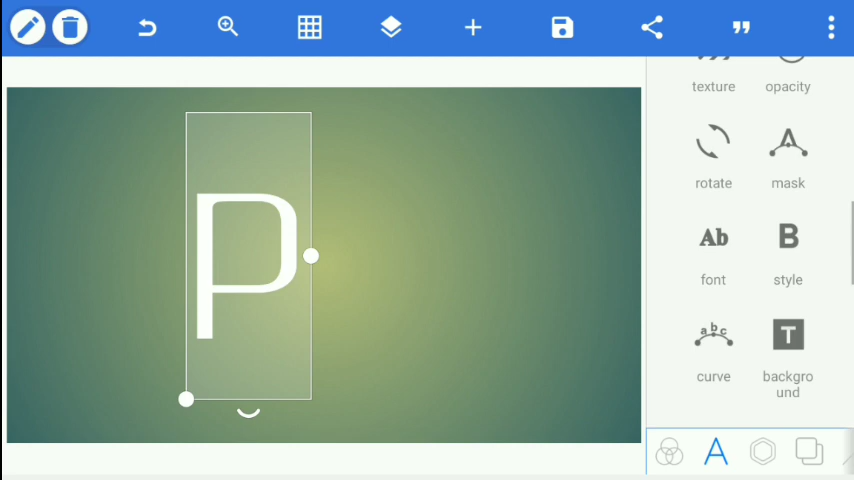 texture opacity
rotate mask
P
Ab B
font style
abc T
curve backgro
und
A